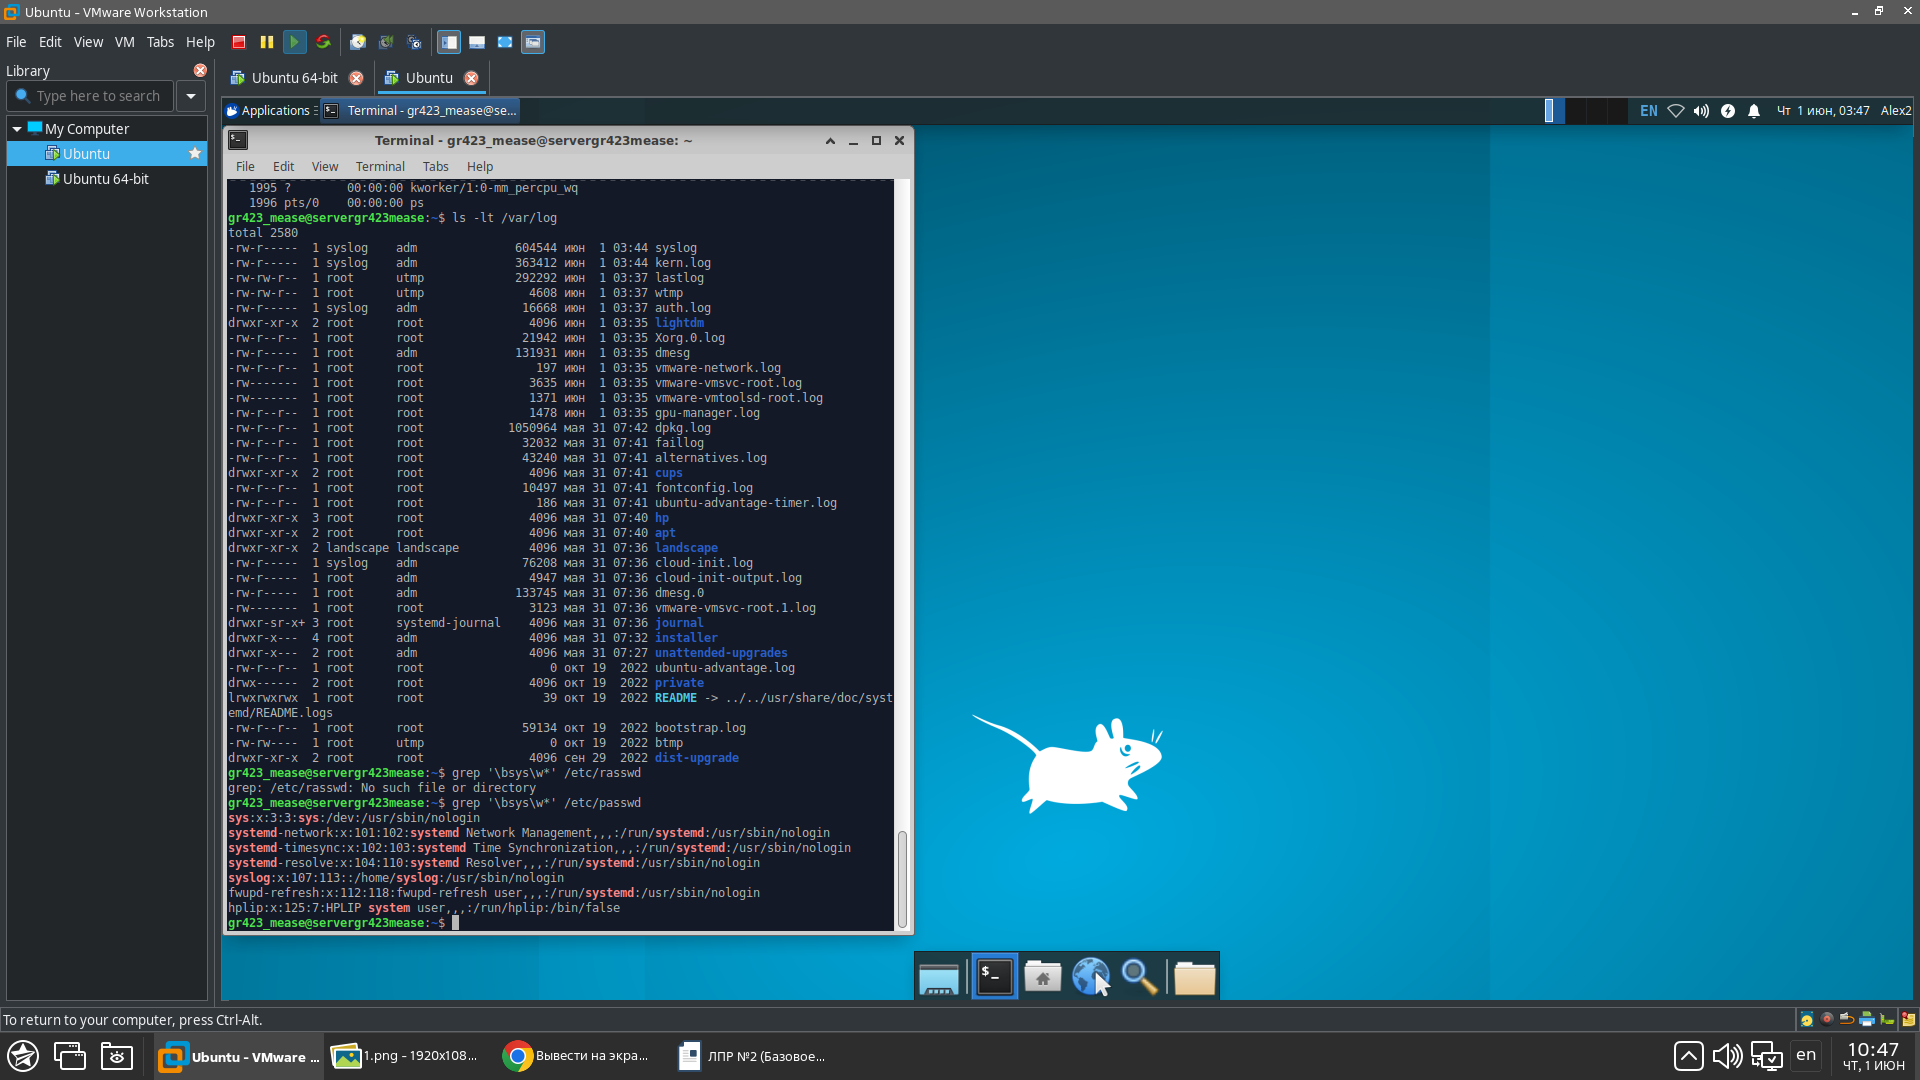 Ubuntu - VMware Workstation
File Edit View VM Tabs Help
Library
Type here to search
My Computer
Ubuntu
Ubuntu 64-bit
Ubuntu 64-bit Ubuntu
Applications Terminal - gr423_mease@se... EN Чт 1 июн, 03:47 Alex2
Terminal - gr423_mease@servergr423mease: ~
File Edit View Terminal Tabs Help
1995 ? 00:00:00 kworker/1:0-mm_percpu_wq
1996 pts/0 00:00:00 ps
gr423_mease@servergr423mease:~$ ls -lt /var/log
total 2580
-rw-r----- 1 syslog adm 604544 июн 1 03:44 syslog
-rw-r----- 1 syslog adm 363412 июн 1 03:44 kern.log
-rw-rw-r-- 1 root utmp 292292 июн 1 03:37 lastlog
-rw-rw-r-- 1 root utmp 4608 июн 1 03:37 wtmp
-rw-r----- 1 syslog adm 16668 июн 1 03:37 auth.log
drwxr-xr-x 2 root root 4096 июн 1 03:35 lightdm
-rw-r--r-- 1 root root 21942 июн 1 03:35 Xorg.0.log
-rw-r----- 1 root adm 131931 июн 1 03:35 dmesg
-rw-r--r-- 1 root root 197 июн 1 03:35 vmware-network.log
-rw------- 1 root root 3635 июн 1 03:35 vmware-vmsvc-root.log
-rw------- 1 root root 1371 июн 1 03:35 vmware-vmtoolsd-root.log
-rw-r--r-- 1 root root 1478 июн 1 03:35 gpu-manager.log
-rw-r--r-- 1 root root 1050964 мая 31 07:42 dpkg.log
-rw-r--r-- 1 root root 32032 мая 31 07:41 faillog
-rw-r--r-- 1 root root 43240 мая 31 07:41 alternatives.log
drwxr-xr-x 2 root root 4096 мая 31 07:41 cups
-rw-r--r-- 1 root root 10497 мая 31 07:41 fontconfig.log
-rw-r--r-- 1 root root 186 мая 31 07:41 ubuntu-advantage-timer.log
drwxr-xr-x 3 root root 4096 мая 31 07:40 hp
drwxr-xr-x 2 root root 4096 мая 31 07:40 apt
drwxr-xr-x 2 landscape landscape 4096 мая 31 07:36 landscape
-rw-r----- 1 syslog adm 76208 мая 31 07:36 cloud-init.log
-rw-r----- 1 root adm 4947 мая 31 07:36 cloud-init-output.log
-rw-r----- 1 root adm 133745 мая 31 07:36 dmesg.0
-rw------- 1 root root 3123 мая 31 07:36 vmware-vmsvc-root.1.log
drwxr-sr-x+ 3 root systemd-journal 4096 мая 31 07:36 journal
drwxr-x--- 4 root adm 4096 мая 31 07:32 installer
drwxr-x--- 2 root adm 4096 мая 31 07:27 unattended-upgrades
-rw-r--r-- 1 root root 0 окт 19 2022 ubuntu-advantage.log
drwx------ 2 root root 4096 окт 19 2022 private
lrwxrwxrwx 1 root root 39 окт 19 2022 README -> ../../usr/share/doc/syst
emd/README.logs
-rw-r--r-- 1 root root 59134 окт 19 2022 bootstrap.log
-rw-rw---- 1 root utmp 0 окт 19 2022 btmp
drwxr-xr-x 2 root root 4096 сен 29 2022 dist-upgrade
gr423_mease@servergr423mease:~$ grep '\bsys\w*' /etc/rasswd
grep: /etc/rasswd: No such file or directory
gr423_mease@servergr423mease:~$ grep '\bsys\w*' /etc/passwd
sys:x:3:3:sys:/dev:/usr/sbin/nologin
systemd-network:x:101:102:systemd Network Management,,,:/run/systemd:/usr/sbin/nologin
systemd-timesync:x:102:103:systemd Time Synchronization,,,:/run/systemd:/usr/sbin/nologin
systemd-resolve:x:104:110:systemd Resolver,,,:/run/systemd:/usr/sbin/nologin
syslog:x:107:113::/home/syslog:/usr/sbin/nologin
fwupd-refresh:x:112:118:fwupd-refresh user,,,:/run/systemd:/usr/sbin/nologin
hplip:x:125:7:HPLIP system user,,,:/run/hplip:/bin/false
gr423_mease@servergr423mease:~$
$_
To return to your computer, press Ctrl-Alt.
Ubuntu - VMware ... 1.png - 1920x108... Вывести на экра... ЛПР №2 (Базовое... en 10:47
ЧТ, 1 ИЮН